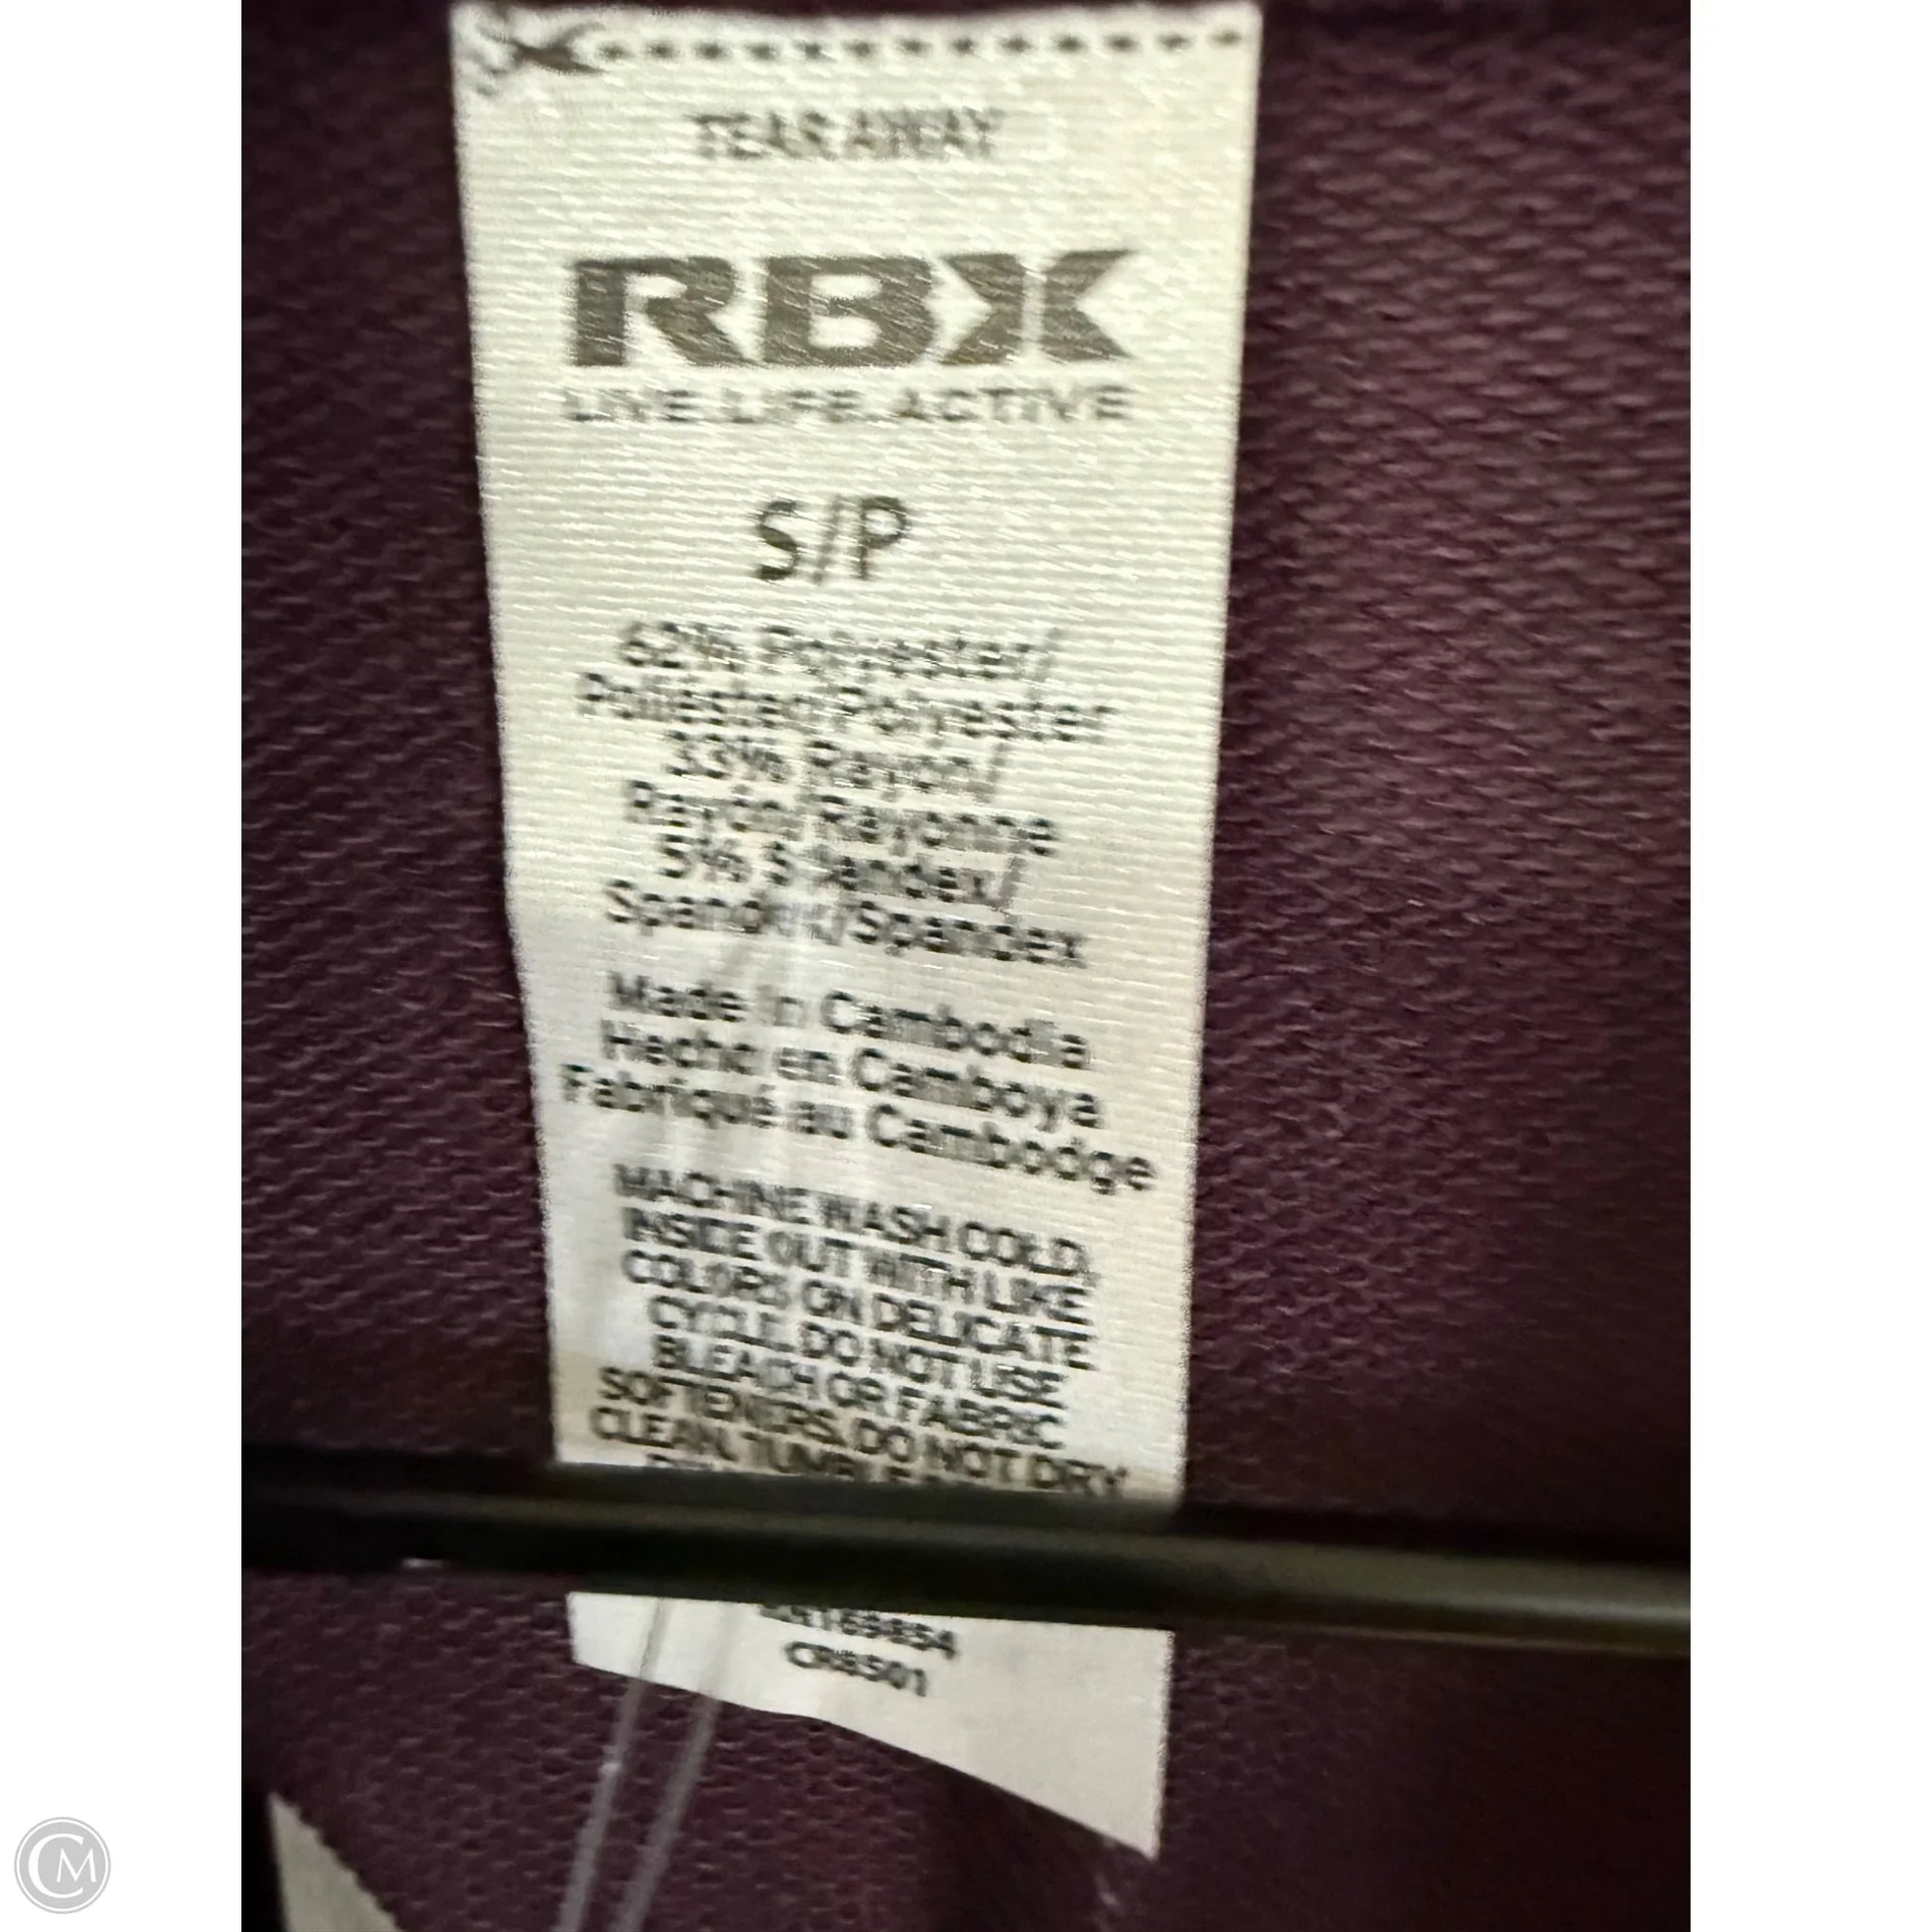 TEAR AWAY
RBX
LIVE.LIFE.ACTIVE
S/P
62% Polyester/
Poliéster/Polyester
33% Rayon/
Rayón/Rayonne
5% Spandex/
Spandex/Spandex
Made in Cambodia
Hecho en Camboya
Fabriqué au Cambodge
MACHINE WASH COLD,
INSIDE OUT WITH LIKE
COLORS ON DELICATE
CYCLE. DO NOT USE
BLEACH OR FABRIC
SOFTENERS. DO NOT DRY
CLEAN. TUMBLE
CM